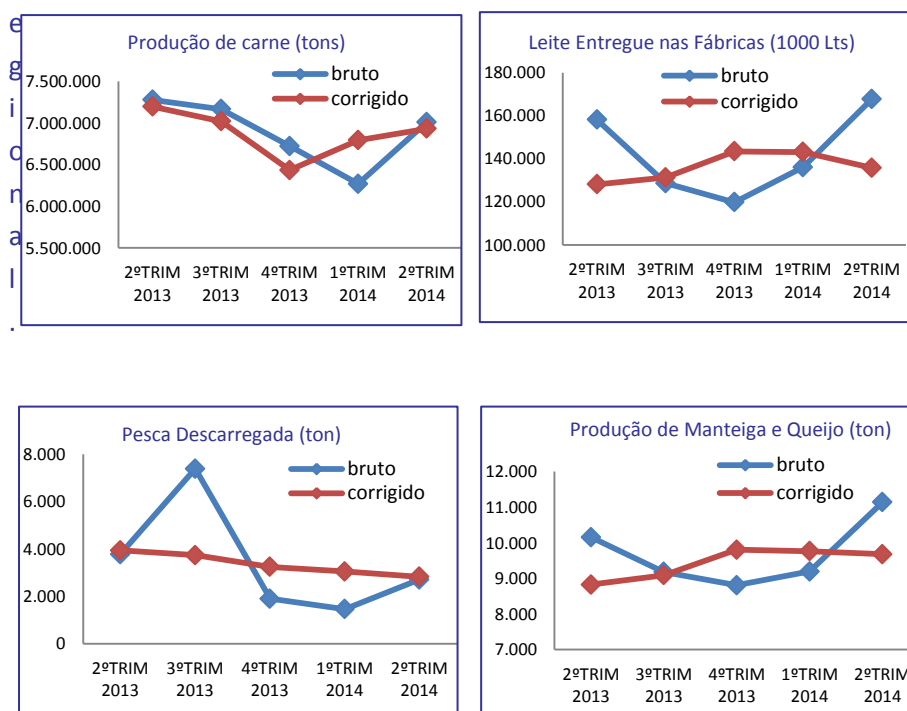 e
g
i
o
n
a
l
.
Produção de carne (tons)
bruto
corrigido
7.500.000
7.000.000
6.500.000
6.000.000
5.500.000
2ºTRIM 3ºTRIM 4ºTRIM 1ºTRIM 2ºTRIM
2013 2013 2013 2014 2014
Leite Entregue nas Fábricas (1000 Lts)
bruto
corrigido
180.000
160.000
140.000
120.000
100.000
2ºTRIM 3ºTRIM 4ºTRIM 1ºTRIM 2ºTRIM
2013 2013 2013 2014 2014
Pesca Descarregada (ton)
bruto
corrigido
8.000
6.000
4.000
2.000
0
2ºTRIM 3ºTRIM 4ºTRIM 1ºTRIM 2ºTRIM
2013 2013 2013 2014 2014
Produção de Manteiga e Queijo (ton)
bruto
corrigido
12.000
11.000
10.000
9.000
8.000
7.000
2ºTRIM 3ºTRIM 4ºTRIM 1ºTRIM 2ºTRIM
2013 2013 2013 2014 2014